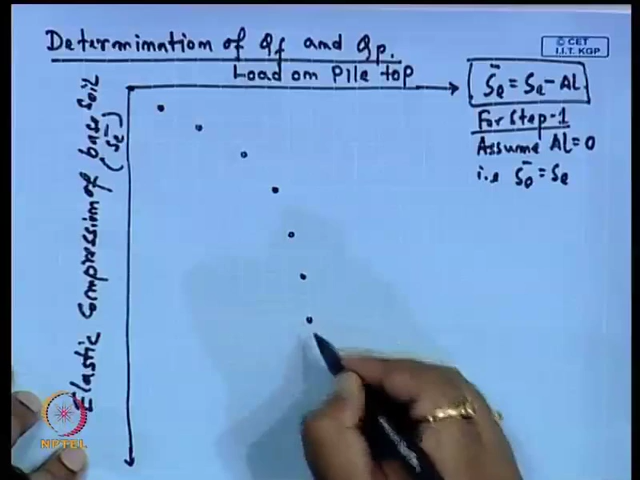 Determination of Qf and Qp.
© CET
I.I.T. KGP
Load on Pile top
S̄e = Se - ΔL
For Step-1
Assume ΔL = 0
i.e S̄e = Se
Elastic compression of base soil
(S̄e)
NPTEL